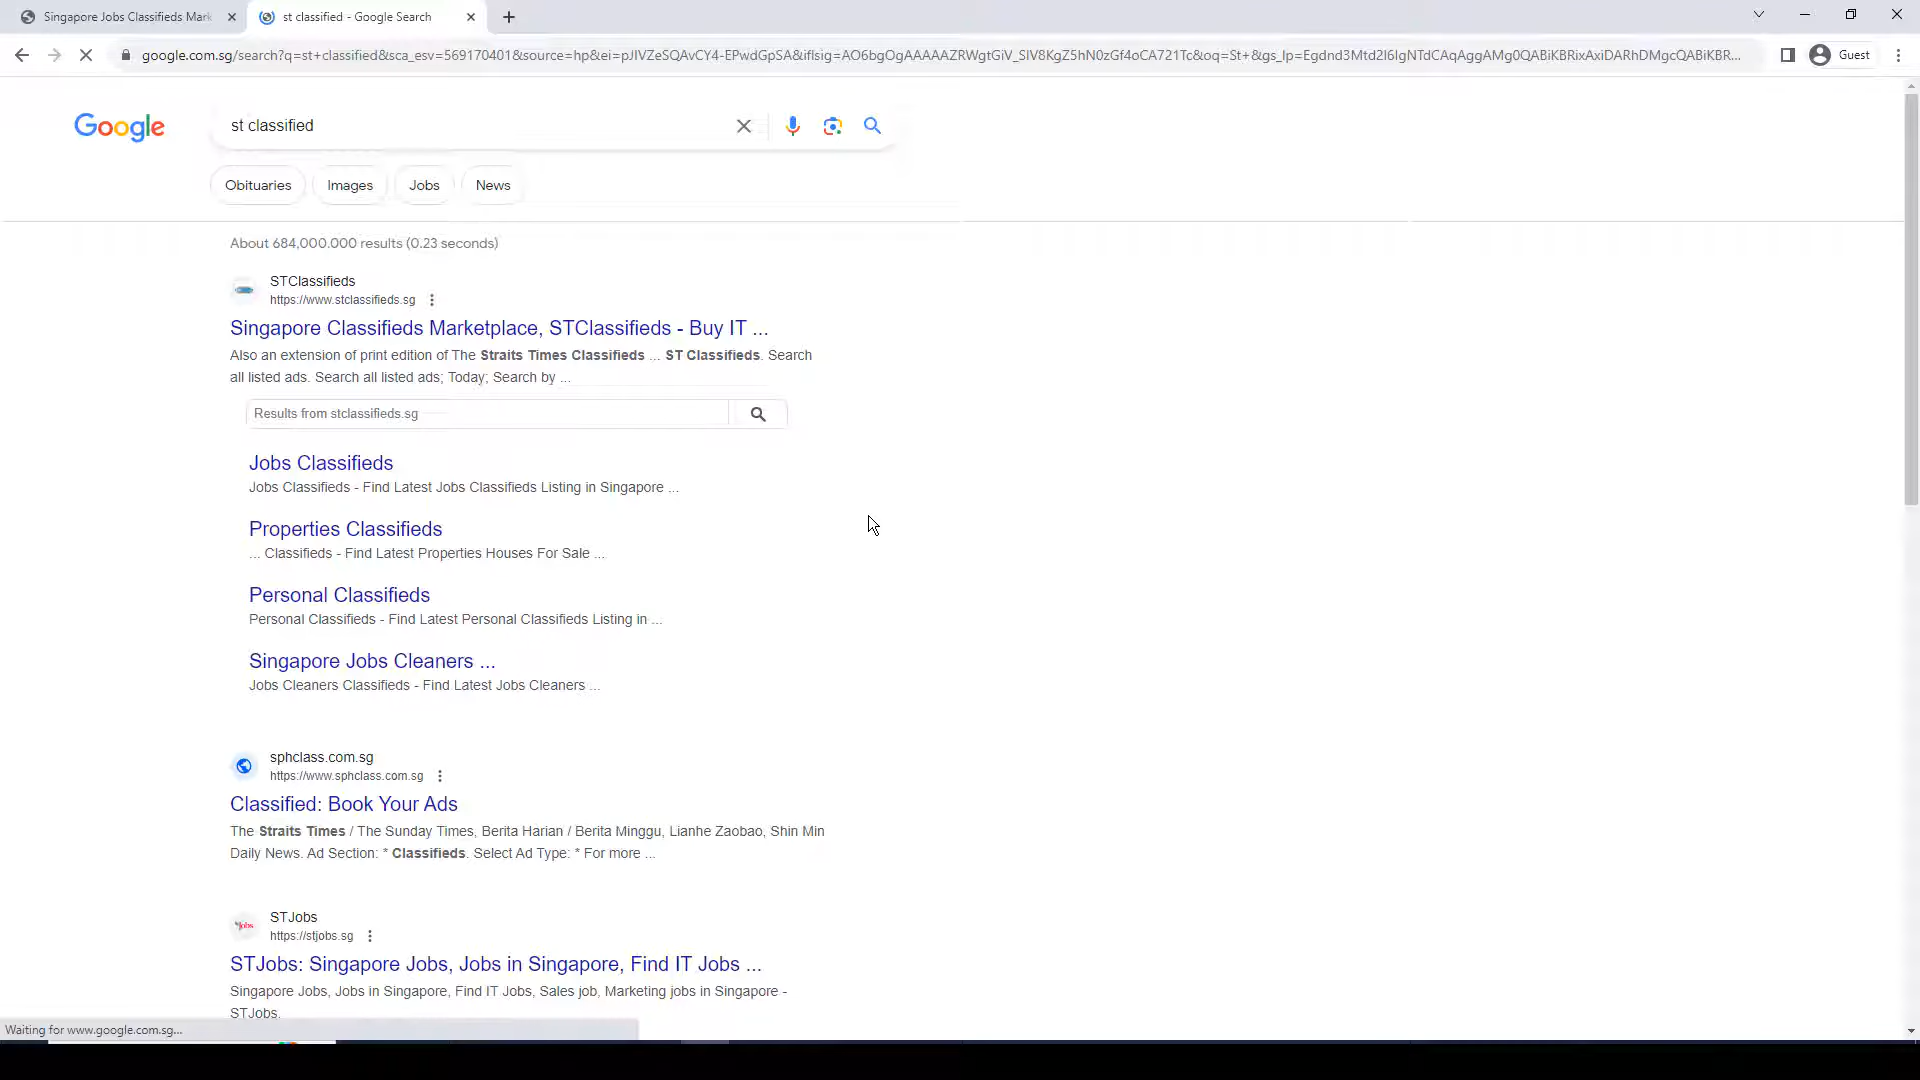 Singapore Jobs Classifieds Mark
st classified - Google Search
google.com.sg/search?q=st+classified&sca_esv=569170401&source=hp&ei=pJIVZeSQAvCY4-EPwdGpSA&iflsig=AO6bgOgAAAAAZRWgtGiV_SIV8KgZ5hN0zGf4oCA721Tc&oq=St+&gs_lp=Egdnd3Mtd2l6IgNTdCAqAggAMg0QABiKBRixAxiDARhDMgcQABiKBR...
Guest
Google
st classified
Obituaries
Images
Jobs
News
About 684,000,000 results (0.23 seconds)
STClassifieds
https://www.stclassifieds.sg
Singapore Classifieds Marketplace, STClassifieds - Buy IT ...
Also an extension of print edition of The Straits Times Classifieds ... ST Classifieds. Search
all listed ads. Search all listed ads; Today; Search by ...
Results from stclassifieds.sg
Jobs Classifieds
Jobs Classifieds - Find Latest Jobs Classifieds Listing in Singapore ...
Properties Classifieds
... Classifieds - Find Latest Properties Houses For Sale ...
Personal Classifieds
Personal Classifieds - Find Latest Personal Classifieds Listing in ...
Singapore Jobs Cleaners ...
Jobs Cleaners Classifieds - Find Latest Jobs Cleaners ...
sphclass.com.sg
https://www.sphclass.com.sg
Classified: Book Your Ads
The Straits Times / The Sunday Times, Berita Harian / Berita Minggu, Lianhe Zaobao, Shin Min
Daily News. Ad Section: * Classifieds. Select Ad Type: * For more ...
Jobs
STJobs
https://stjobs.sg
STJobs: Singapore Jobs, Jobs in Singapore, Find IT Jobs ...
Singapore Jobs, Jobs in Singapore, Find IT Jobs, Sales job, Marketing jobs in Singapore -
STJobs.
Waiting for www.google.com.sg...